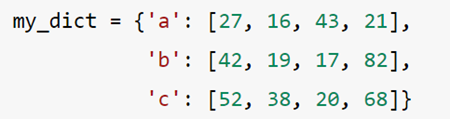 my_dict = {'a': [27, 16, 43, 21],
'b': [42, 19, 17, 82],
'c': [52, 38, 20, 68]}